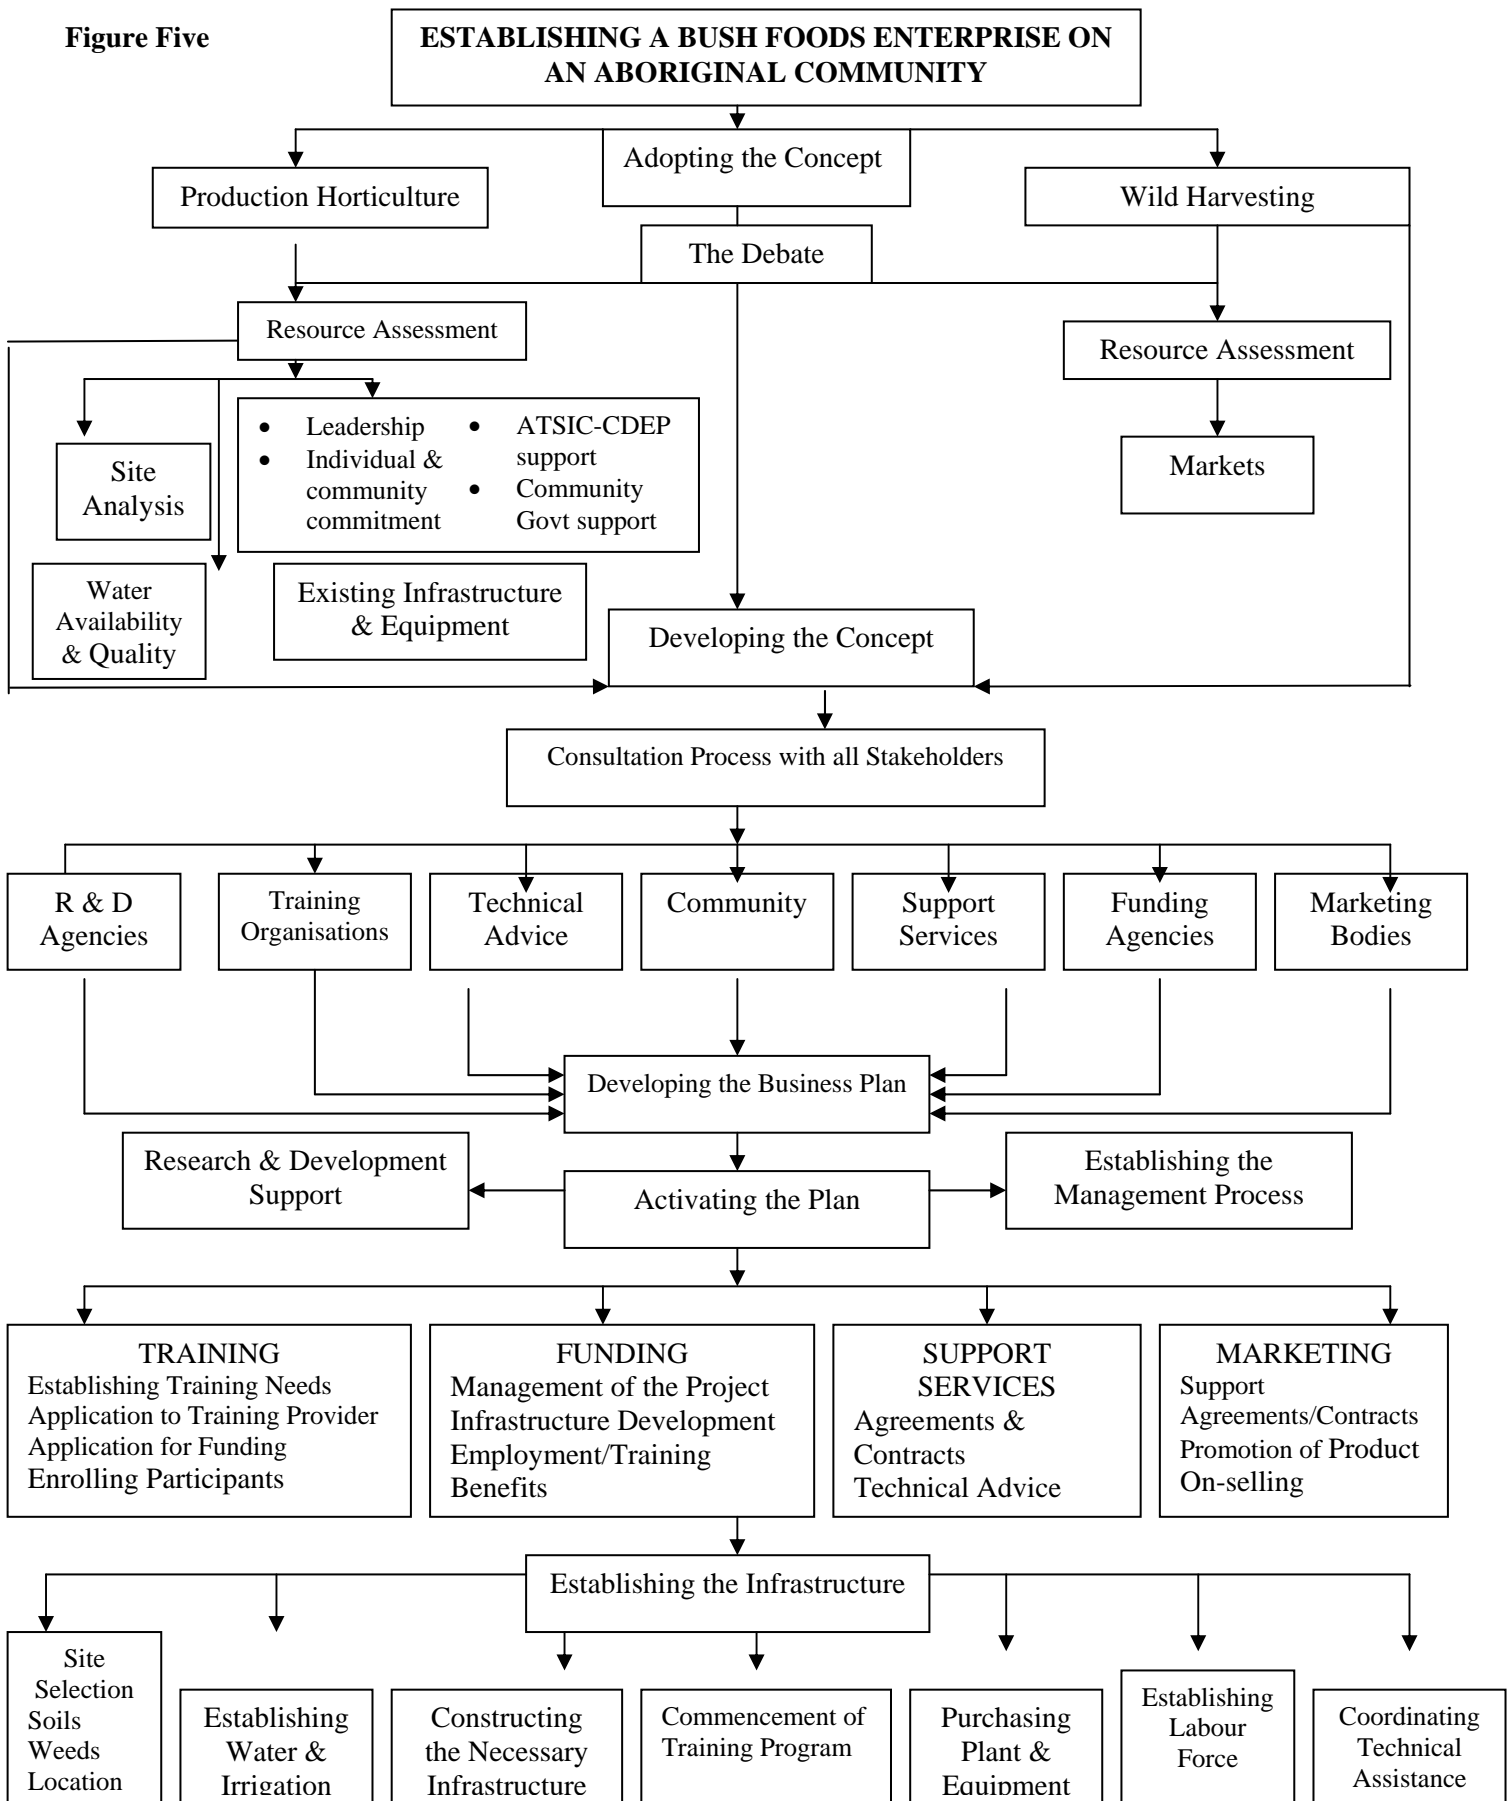 Figure Five
ESTABLISHING A BUSH FOODS ENTERPRISE ON
AN ABORIGINAL COMMUNITY
Adopting the Concept
Production Horticulture
Wild Harvesting
The Debate
Resource Assessment
Resource Assessment
• Leadership
• Individual &
community
commitment
• ATSIC-CDEP
support
• Community
Govt support
Site
Analysis
Markets
Water
Availability
& Quality
Existing Infrastructure
& Equipment
Developing the Concept
Consultation Process with all Stakeholders
R & D
Agencies
Training
Organisations
Technical
Advice
Community
Support
Services
Funding
Agencies
Marketing
Bodies
Developing the Business Plan
Research & Development
Support
Activating the Plan
Establishing the
Management Process
TRAINING
Establishing Training Needs
Application to Training Provider
Application for Funding
Enrolling Participants
FUNDING
Management of the Project
Infrastructure Development
Employment/Training
Benefits
SUPPORT
SERVICES
Agreements &
Contracts
Technical Advice
MARKETING
Support
Agreements/Contracts
Promotion of Product
On-selling
Establishing the Infrastructure
Site
Selection
Soils
Weeds
Location
Establishing
Water &
Irrigation
Constructing
the Necessary
Infrastructure
Commencement of
Training Program
Purchasing
Plant &
Equipment
Establishing
Labour
Force
Coordinating
Technical
Assistance